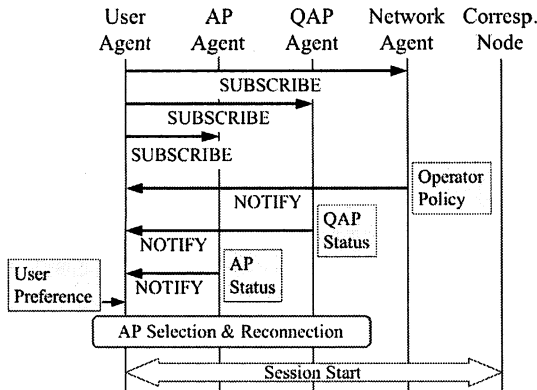 User Agent
AP Agent
QAP Agent
Network Agent
Corresp. Node
SUBSCRIBE
SUBSCRIBE
SUBSCRIBE
Operator
Policy
NOTIFY
QAP
Status
NOTIFY
AP
Status
NOTIFY
User
Preference
AP Selection & Reconnection
Session Start